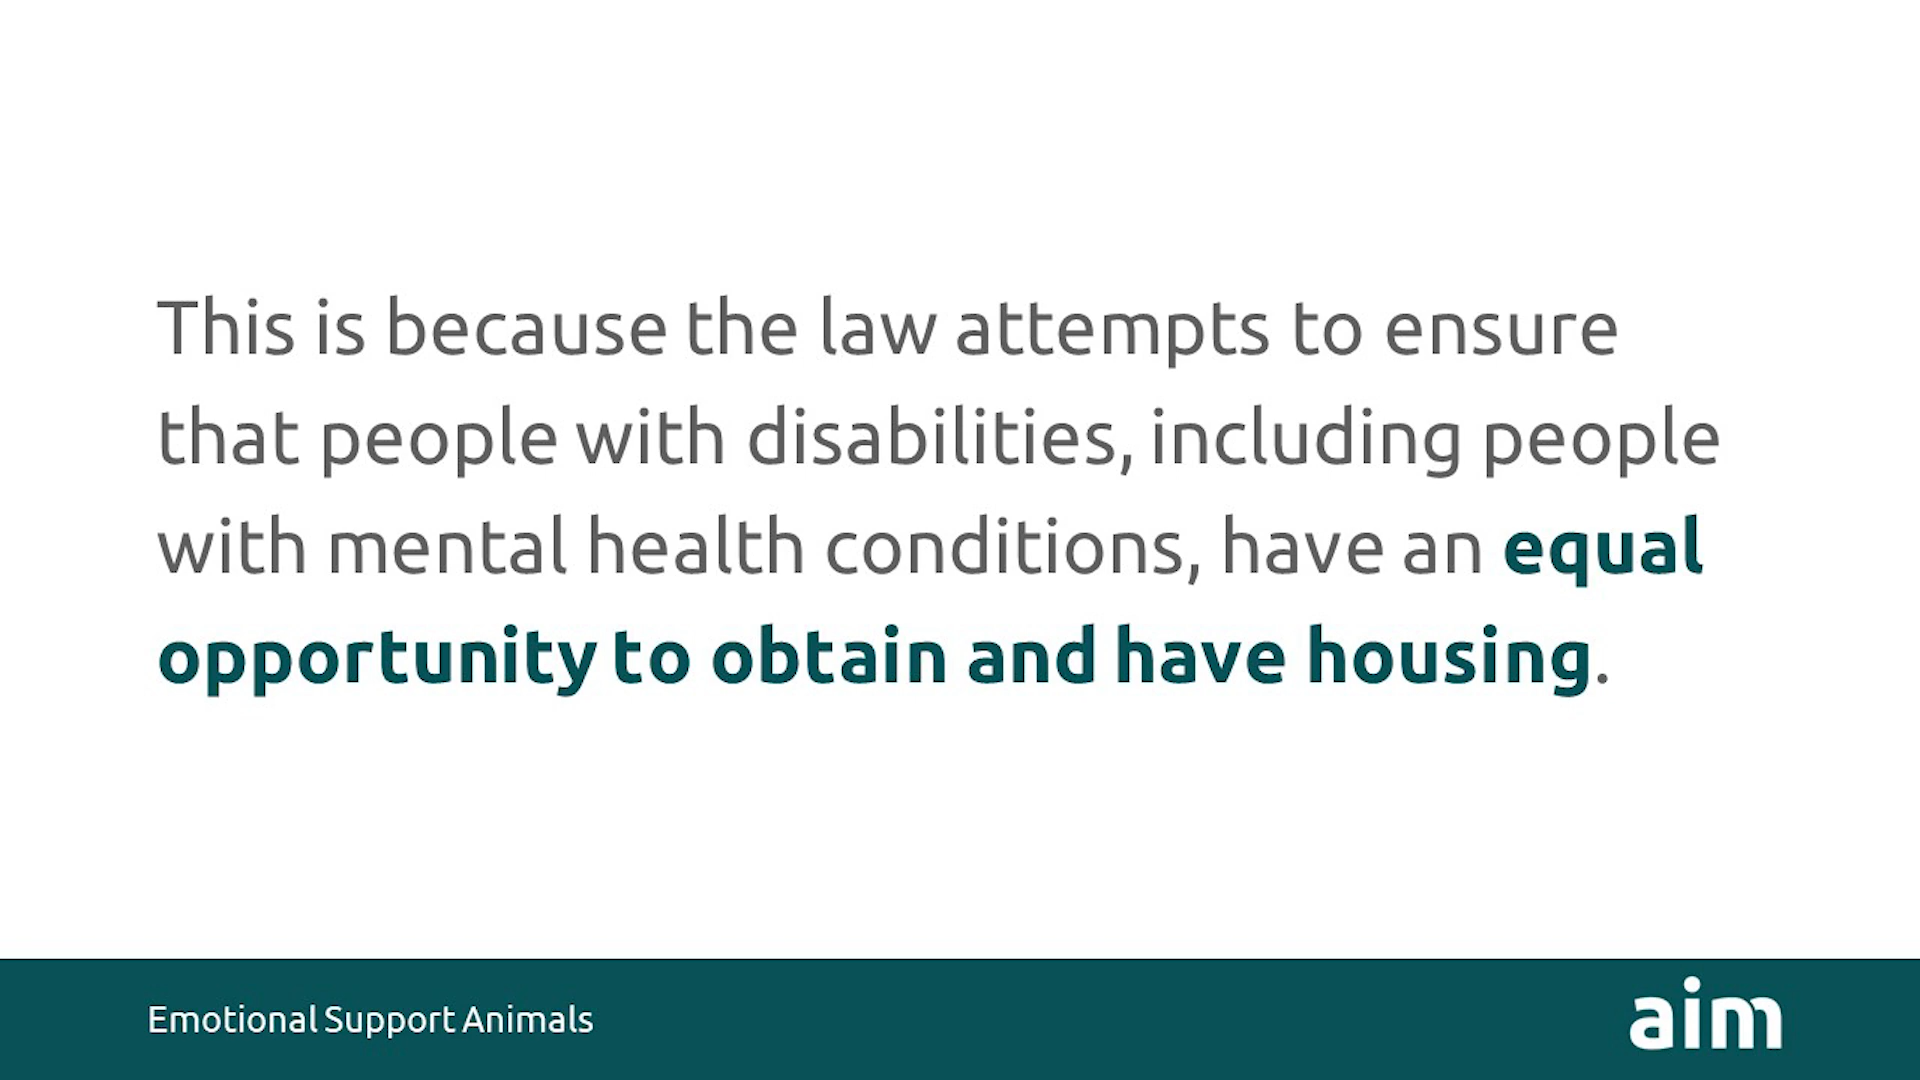 This is because the law attempts to ensure
that people with disabilities, including people
with mental health conditions, have an equal
opportunity to obtain and have housing.
Emotional Support Animals
aim